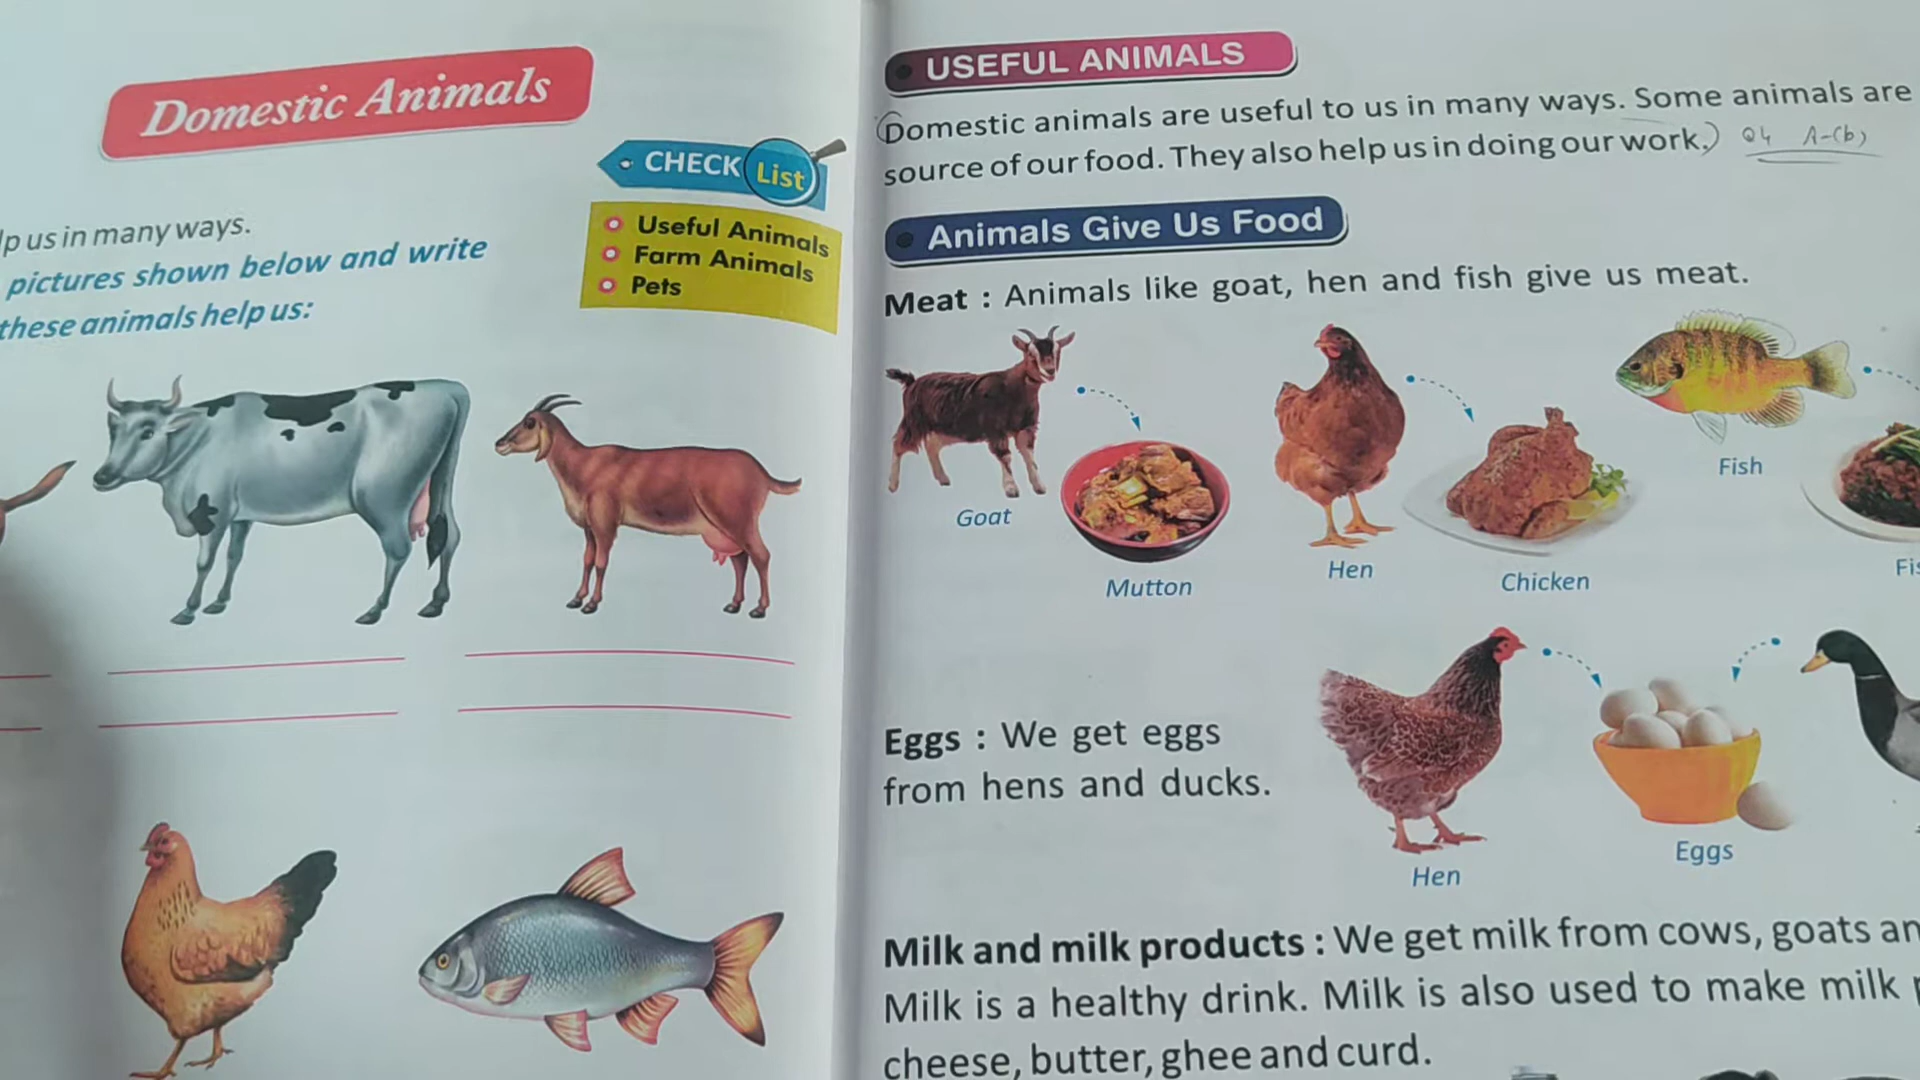 Domestic Animals
CHECK List
Useful Animals
Farm Animals
Pets
us in many ways.
pictures shown below and write
these animals help us:
USEFUL ANIMALS
Domestic animals are useful to us in many ways. Some animals are
source of our food. They also help us in doing our work.) Q4 A-(b)
Animals Give Us Food
Meat : Animals like goat, hen and fish give us meat.
Goat
Mutton
Hen
Chicken
Fish
Eggs : We get eggs
from hens and ducks.
Hen
Eggs
Milk and milk products : We get milk from cows, goats
Milk is a healthy drink. Milk is also used to make milk
cheese, butter, ghee and curd.